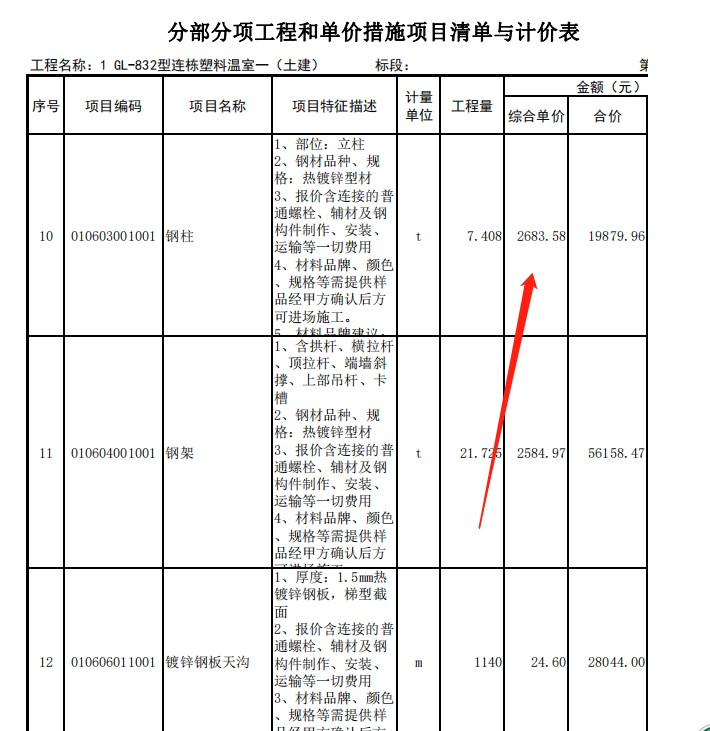 分部分项工程和单价措施项目清单与计价表
工程名称：1 GL-832型连栋塑料温室一（土建） 标段： 第
序号 项目编码 项目名称 项目特征描述 计量单位 工程量 金额（元）
综合单价 合价
10 010603001001 钢柱
1、部位：立柱
2、钢材品种、规
格：热镀锌型材
3、报价含连接的普
通螺栓、辅材及钢
构件制作、安装、
运输等一切费用
4、材料品牌、颜色
、规格等需提供样
品经甲方确认后方
可进场施工。
5、材料品牌建议：
t 7.408 2683.58 19879.96
11 010604001001 钢架
1、含拱杆、横拉杆
、顶拉杆、端墙斜
撑、上部吊杆、卡
槽
2、钢材品种、规
格：热镀锌型材
3、报价含连接的普
通螺栓、辅材及钢
构件制作、安装、
运输等一切费用
4、材料品牌、颜色
、规格等需提供样
品经甲方确认后方
t 21.725 2584.97 56158.47
12 010606011001 镀锌钢板天沟
1、厚度：1.5mm热
镀锌钢板，梯型截
面
2、报价含连接的普
通螺栓、辅材及钢
构件制作、安装、
运输等一切费用
3、材料品牌、颜色
、规格等需提供样
品经甲方确认后方
m 1140 24.60 28044.00